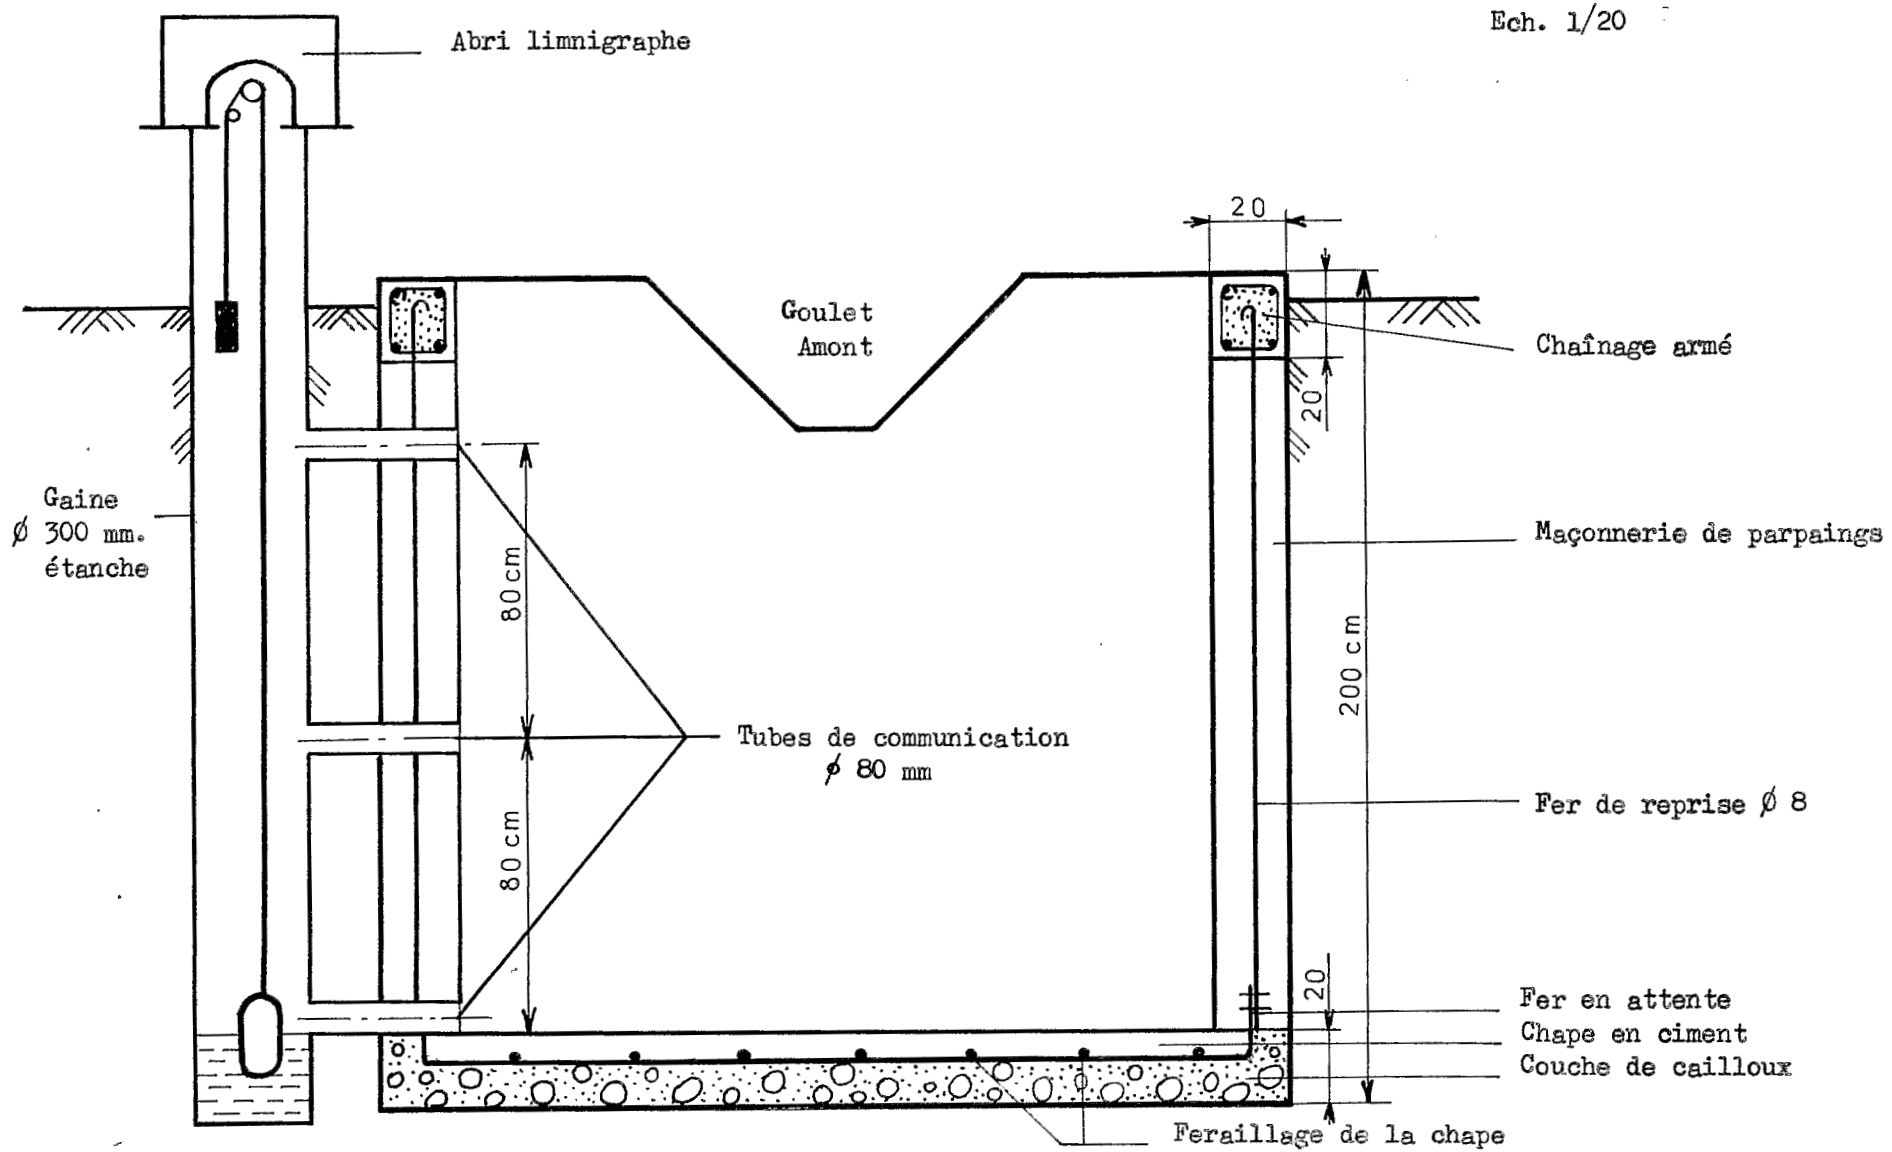 Ech. 1/20
Abri limnigraphe
20
Goulet
Amont
Chaînage armé
20
Gaine
ø 300 mm.
étanche
80 cm
Maçonnerie de parpaings
200 cm
Tubes de communication
ø 80 mm
Fer de reprise ø 8
80 cm
20
Fer en attente
Chape en ciment
Couche de cailloux
Feraillage de la chape